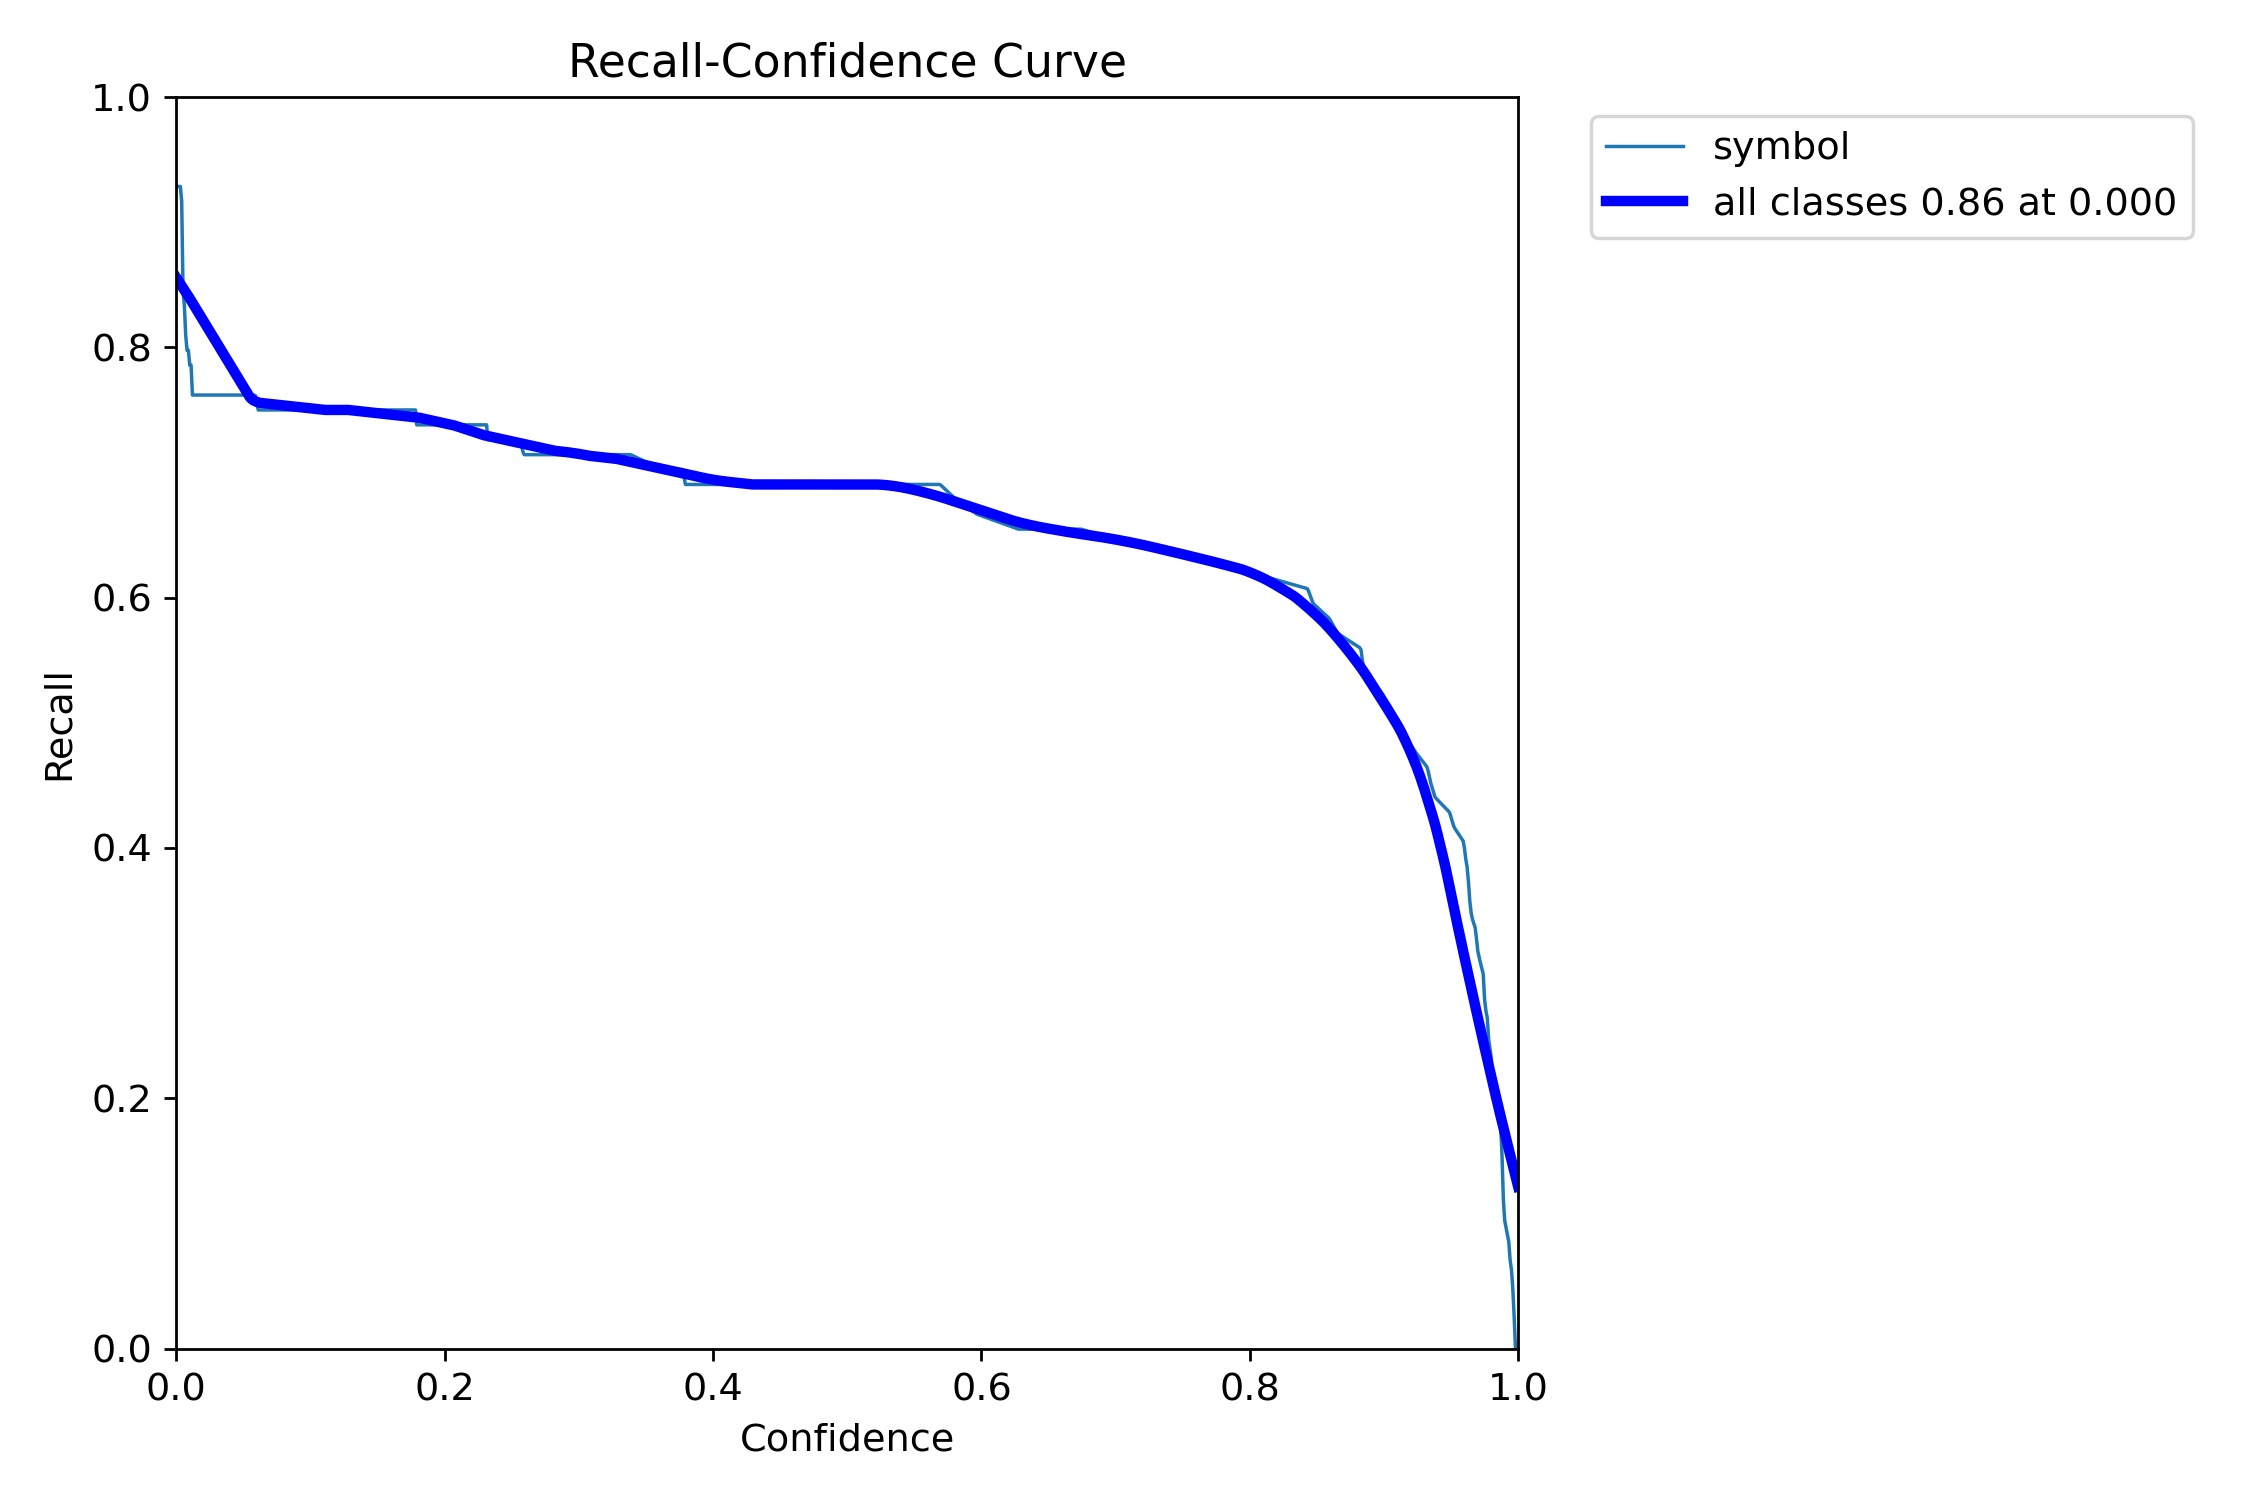 Recall-Confidence Curve
1.0
0.8
0.6
0.4
0.2
0.0
Recall
0.0 0.2 0.4 0.6 0.8 1.0
Confidence
symbol
all classes 0.86 at 0.000